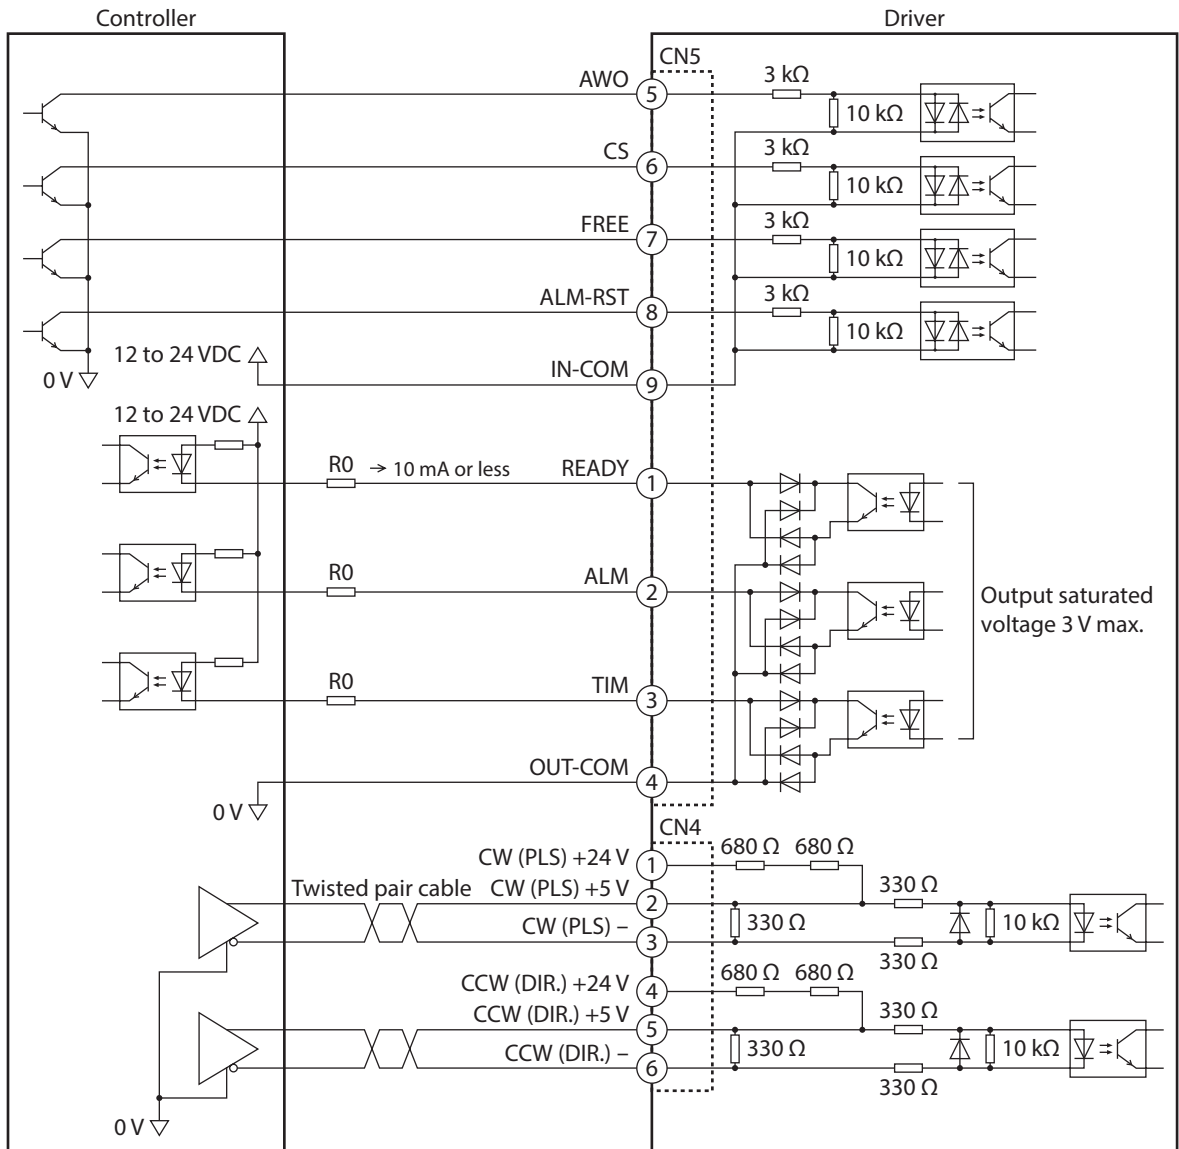 Controller
Driver
CN5
AWO
5
3 kΩ
10 kΩ
CS
6
3 kΩ
10 kΩ
FREE
7
3 kΩ
10 kΩ
ALM-RST
8
3 kΩ
10 kΩ
12 to 24 VDC
0 V
IN-COM
9
12 to 24 VDC
R0
→ 10 mA or less
READY
1
R0
ALM
2
Output saturated
voltage 3 V max.
R0
TIM
3
OUT-COM
4
0 V
CN4
CW (PLS) +24 V
1
680 Ω
680 Ω
Twisted pair cable
CW (PLS) +5 V
2
330 Ω
CW (PLS) –
3
330 Ω
10 kΩ
330 Ω
CCW (DIR.) +24 V
4
680 Ω
680 Ω
CCW (DIR.) +5 V
5
330 Ω
CCW (DIR.) –
6
330 Ω
10 kΩ
330 Ω
0 V